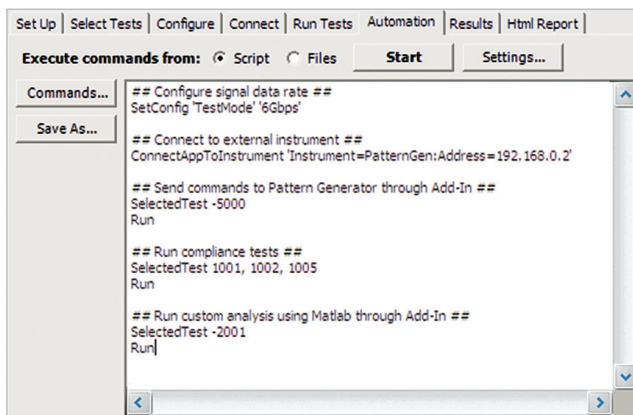 Set Up Select Tests Configure Connect Run Tests Automation Results Html Report
Execute commands from: Script Files Start Settings...
Commands...
Save As...
## Configure signal data rate ##
SetConfig 'TestMode' '6Gbps'
## Connect to external instrument ##
ConnectAppToInstrument 'Instrument=PatternGen:Address=192.168.0.2'
## Send commands to Pattern Generator through Add-In ##
SelectedTest -5000
Run
## Run compliance tests ##
SelectedTest 1001, 1002, 1005
Run
## Run custom analysis using Matlab through Add-In ##
SelectedTest -2001
Run